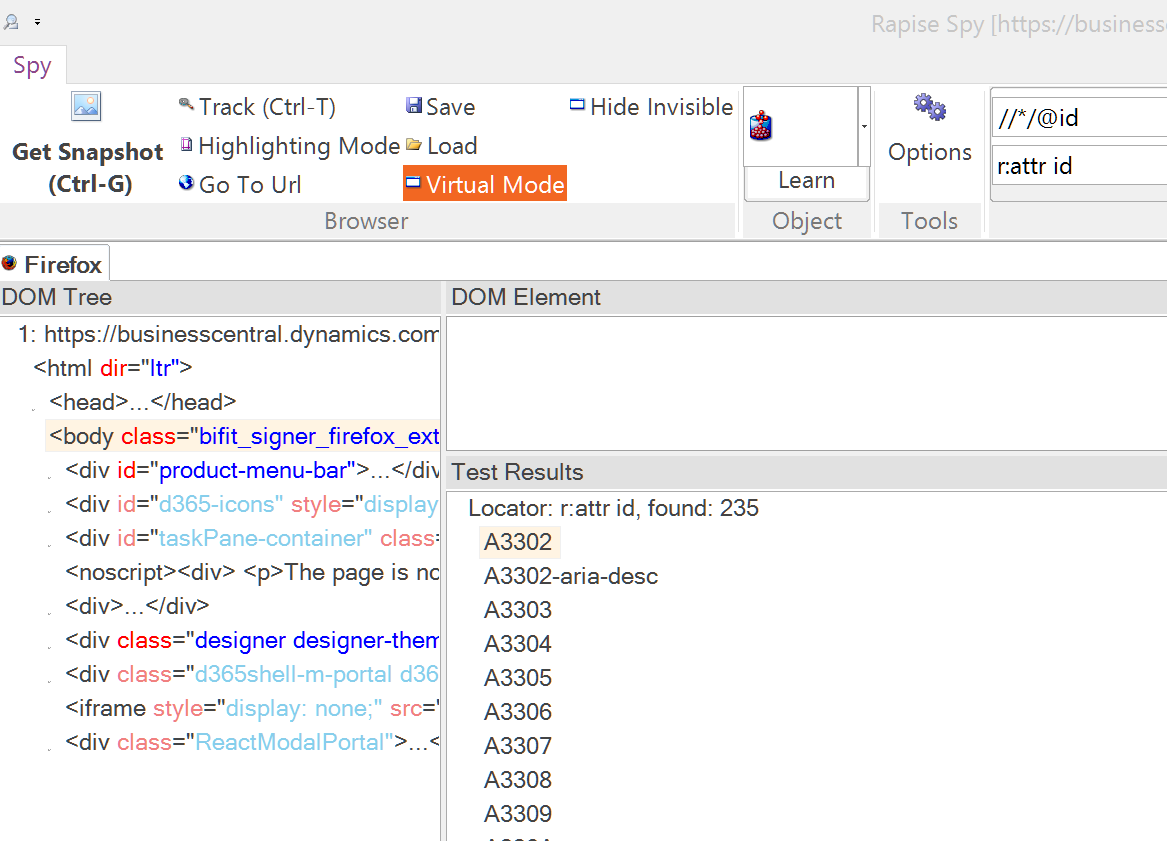 Rapise Spy [https://business
Spy
Get Snapshot
(Ctrl-G)
Track (Ctrl-T)
Highlighting Mode
Go To Url
Save
Load
Virtual Mode
Hide Invisible
Browser
Learn
Object
Options
Tools
//*/@id
r:attr id
Firefox
DOM Tree
1: https://businesscentral.dynamics.com
<html dir="ltr">
<head>...</head>
<body class="bifit_signer_firefox_ext
<div id="product-menu-bar">...</div
<div id="d365-icons" style="display
<div id="taskPane-container" class=
<noscript><div> <p>The page is no
<div>...</div>
<div class="designer designer-them
<div class="d365shell-m-portal d36
<iframe style="display: none;" src="
<div class="ReactModalPortal">...<
DOM Element
Test Results
Locator: r:attr id, found: 235
A3302
A3302-aria-desc
A3303
A3304
A3305
A3306
A3307
A3308
A3309